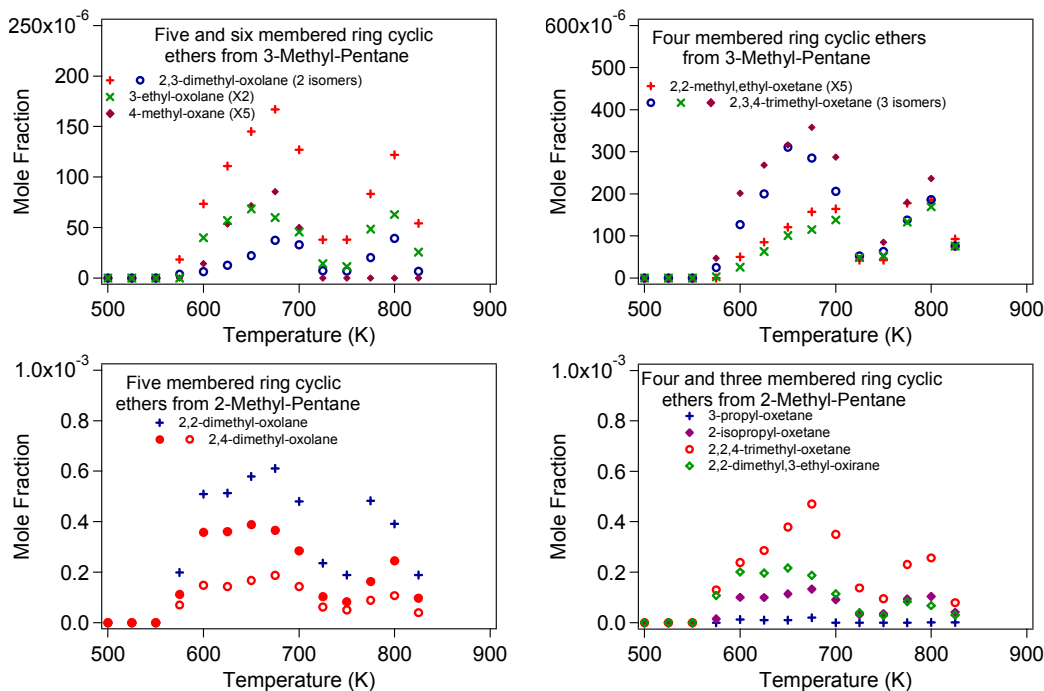 250x10-6
200
150
100
50
0
Mole Fraction
Five and six membered ring cyclic
ethers from 3-Methyl-Pentane
2,3-dimethyl-oxolane (2 isomers)
3-ethyl-oxolane (X2)
4-methyl-oxane (X5)
500
600
700
800
900
Temperature (K)
600x10-6
400
300
200
100
0
Mole Fraction
Four membered ring cyclic ethers
from 3-Methyl-Pentane
2,2-methyl,ethyl-oxetane (X5)
2,3,4-trimethyl-oxetane (3 isomers)
500
600
700
800
900
Temperature (K)
1.0x10-3
0.8
0.6
0.4
0.2
0.0
Mole Fraction
Five membered ring cyclic
ethers from 2-Methyl-Pentane
2,2-dimethyl-oxolane
2,4-dimethyl-oxolane
500
600
700
800
900
Temperature (K)
1.0x10-3
0.8
0.6
0.4
0.2
0.0
Mole Fraction
Four and three membered ring cyclic
ethers from 2-Methyl-Pentane
3-propyl-oxetane
2-isopropyl-oxetane
2,2,4-trimethyl-oxetane
2,2-dimethyl,3-ethyl-oxirane
500
600
700
800
900
Temperature (K)